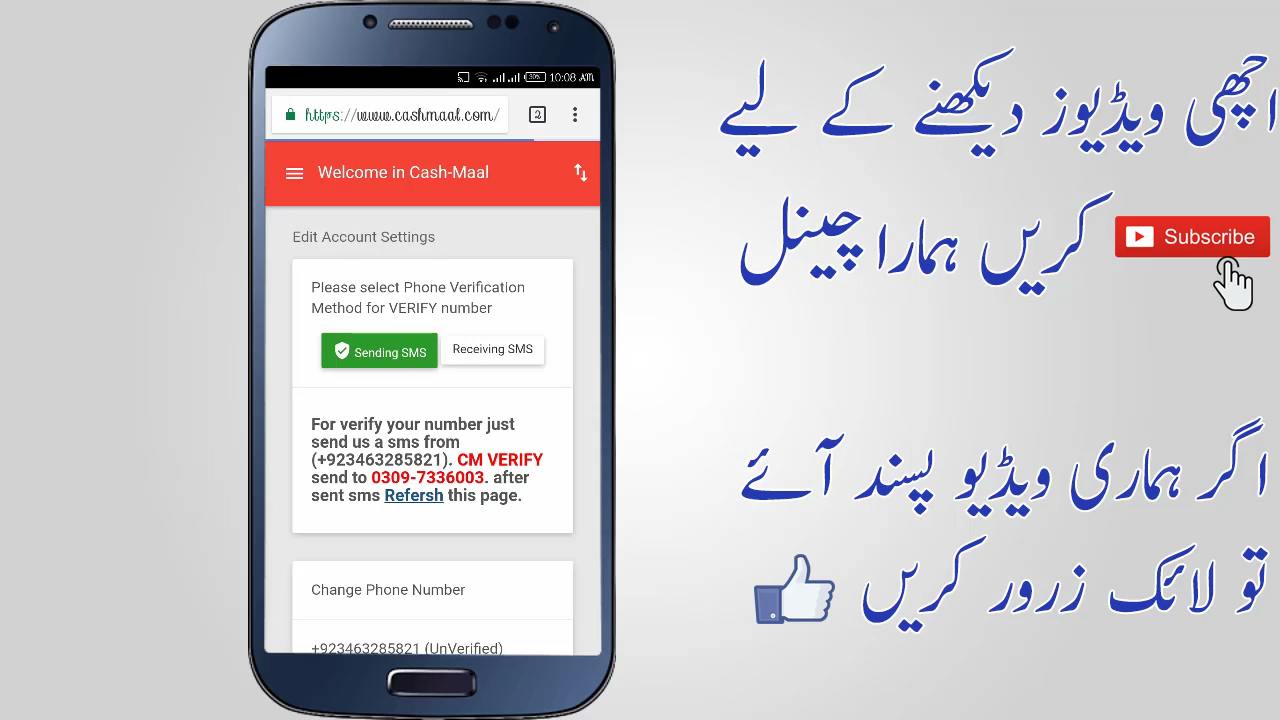 30% 10:08 AM
https://www.cashmaal.com/ 2
Welcome in Cash-Maal
Edit Account Settings
Please select Phone Verification
Method for VERIFY number
Sending SMS Receiving SMS
For verify your number just
send us a sms from
(+923463285821). CM VERIFY
send to 0309-7336003. after
sent sms Refersh this page.
Change Phone Number
+923463285821 (UnVerified)
اچھی ویڈیوز دیکھنے کے لیے
Subscribe کریں ہمارا چینل
اگر ہماری ویڈیو پسند آئے
تو لائک زرور کریں